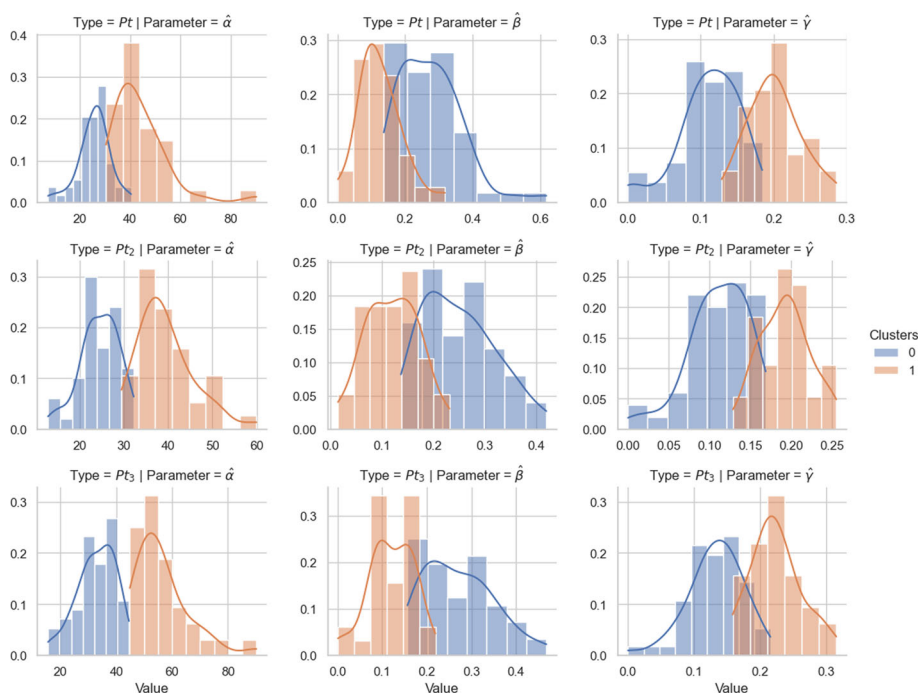 Type = Pt | Parameter = α̂
Type = Pt | Parameter = β̂
Type = Pt | Parameter = γ̂
0.4
0.3
0.2
0.1
0.0
20 40 60 80
0.3
0.2
0.1
0.0
0.0 0.2 0.4 0.6
0.3
0.2
0.1
0.0
0.0 0.1 0.2 0.3
Type = Pt₂ | Parameter = α̂
Type = Pt₂ | Parameter = β̂
Type = Pt₂ | Parameter = γ̂
0.3
0.2
0.1
0.0
20 30 40 50 60
0.25
0.20
0.15
0.10
0.05
0.00
0.0 0.1 0.2 0.3 0.4
0.25
0.20
0.15
0.10
0.05
0.00
0.00 0.05 0.10 0.15 0.20 0.25
Clusters
0
1
Type = Pt₃ | Parameter = α̂
Type = Pt₃ | Parameter = β̂
Type = Pt₃ | Parameter = γ̂
0.3
0.2
0.1
0.0
20 40 60 80
Value
0.3
0.2
0.1
0.0
0.0 0.2 0.4
Value
0.3
0.2
0.1
0.0
0.0 0.1 0.2 0.3
Value